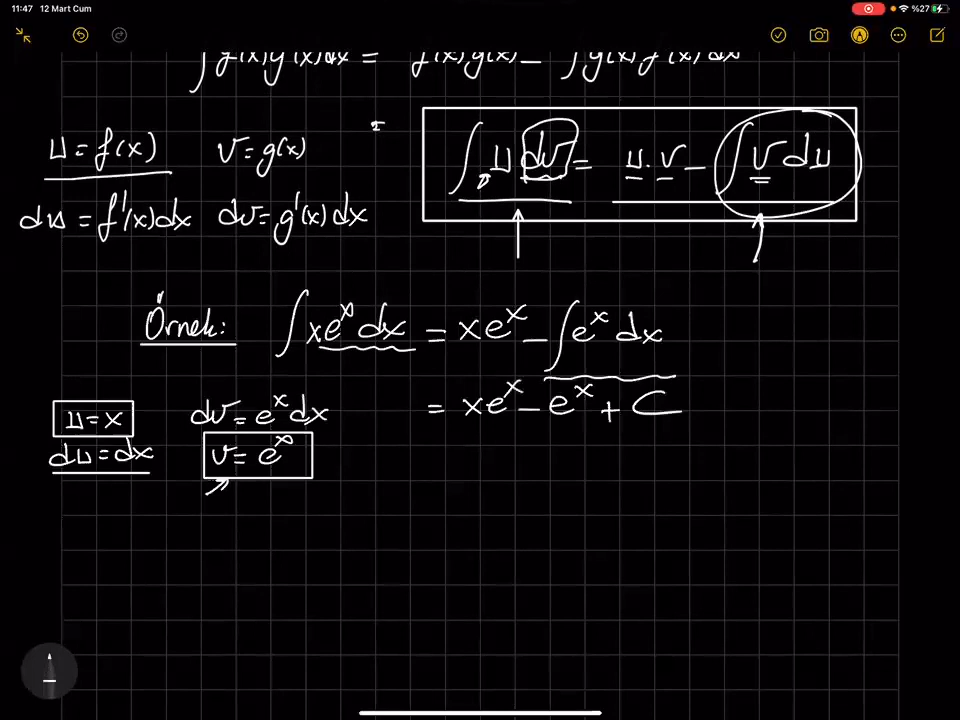 11:47 12 Mart Cum %27
∫ f(x)g'(x)dx = f(x)g(x) - ∫ g(x)f'(x)dx
u = f(x) v = g(x) ∫ u dv = u . v - ∫ v du
du = f'(x)dx dv = g'(x)dx
Örnek: ∫ xe^x dx = xe^x - ∫ e^x dx
= xe^x - e^x + C
u = x dv = e^x dx
du = dx v = e^x